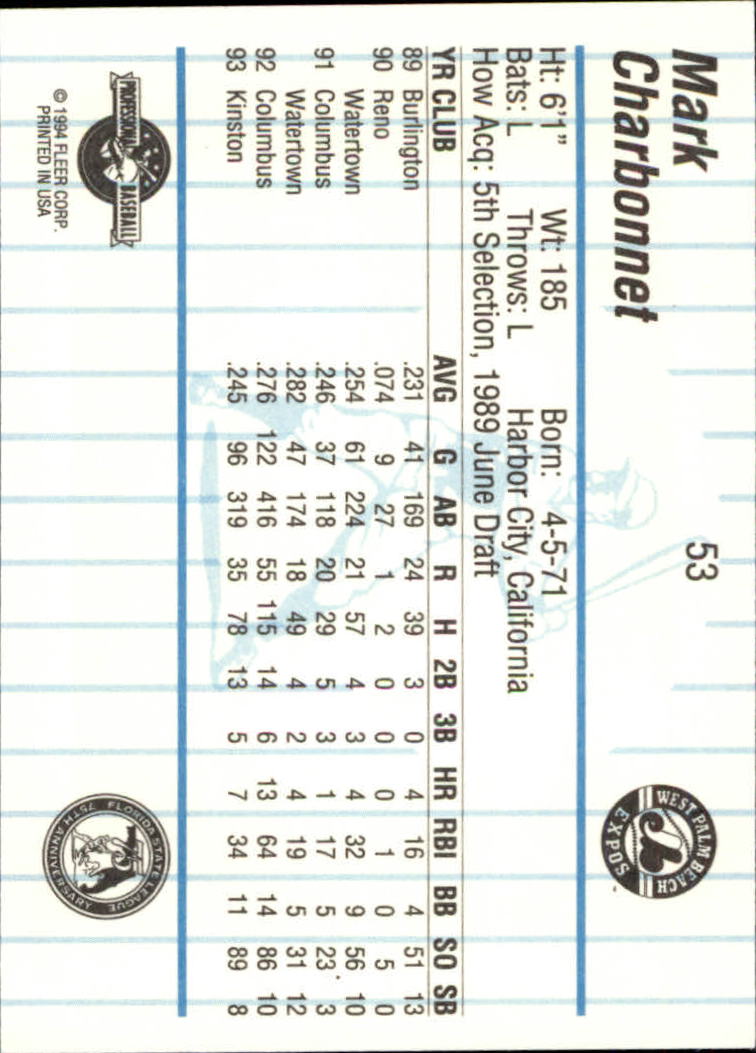 Mark
Charbonnet
53
WEST PALM BEACH
EXPOS
Ht: 6'1" Wt: 185 Born: 4-5-71
Bats: L Throws: L Harbor City, California
How Acq: 5th Selection, 1989 June Draft
YR CLUB AVG G AB R H 2B 3B HR RBI BB SO SB
89 Burlington .231 41 169 24 39 3 0 4 16 4 51 13
90 Reno .074 9 27 1 2 0 0 0 1 0 5 0
Watertown .254 61 224 21 57 4 3 4 32 9 56 10
91 Columbus .246 37 118 20 29 5 3 1 17 5 23 3
Watertown .282 47 174 18 49 4 2 4 19 5 31 12
92 Columbus .276 122 416 55 115 14 6 13 64 14 86 10
93 Kinston .245 96 319 35 78 13 5 7 34 11 89 8
PROFESSIONAL BASEBALL
© 1994 FLEER CORP.
PRINTED IN USA
FLORIDA STATE LEAGUE
75TH ANNIVERSARY